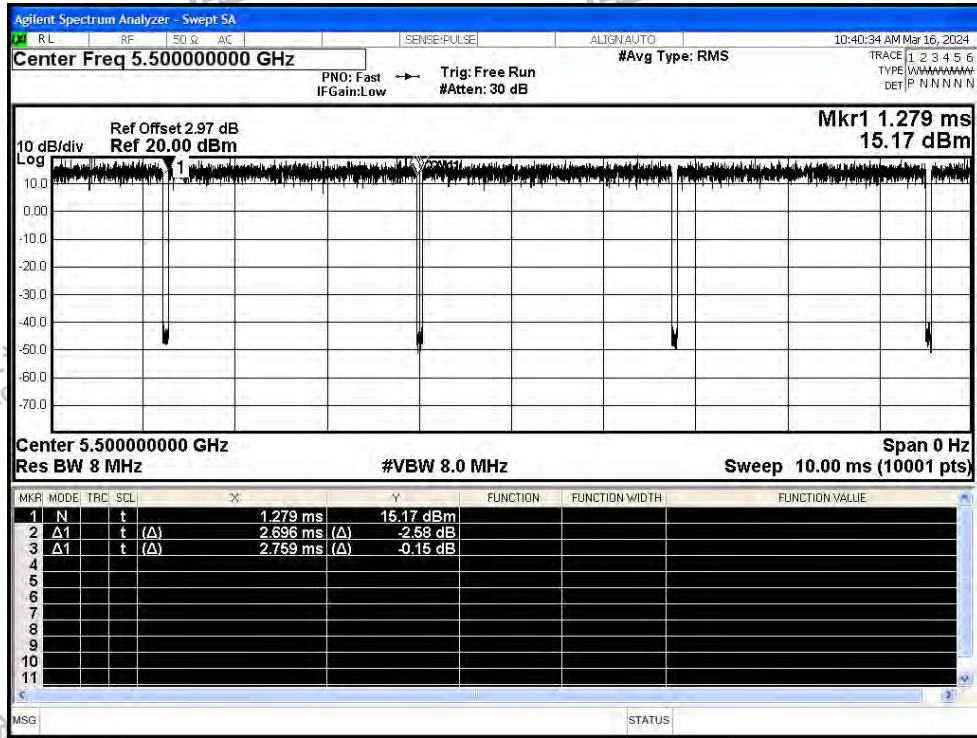 Agilent Spectrum Analyzer - Swept SA
LXI RL RF 50 Ω AC SENSE:PULSE ALIGN AUTO 10:40:34 AM Mar 16, 2024
Center Freq 5.500000000 GHz #Avg Type: RMS TRACE 1 2 3 4 5 6
PNO: Fast Trig: Free Run TYPE WWWWWW
IFGain:Low #Atten: 30 dB DET P N N N N N
Mkr1 1.279 ms
Ref Offset 2.97 dB
10 dB/div Ref 20.00 dBm 15.17 dBm
Log
1
10.0
0.00
-10.0
-20.0
-30.0
-40.0
-50.0
-60.0
-70.0
Center 5.500000000 GHz Span 0 Hz
Res BW 8 MHz #VBW 8.0 MHz Sweep 10.00 ms (10001 pts)
MKR MODE TRC SCL X Y FUNCTION FUNCTION WIDTH FUNCTION VALUE
1 N t 1.279 ms 15.17 dBm
2 Δ1 t (Δ) 2.696 ms (Δ) -2.58 dB
3 Δ1 t (Δ) 2.759 ms (Δ) -0.15 dB
4
5
6
7
8
9
10
11
MSG STATUS